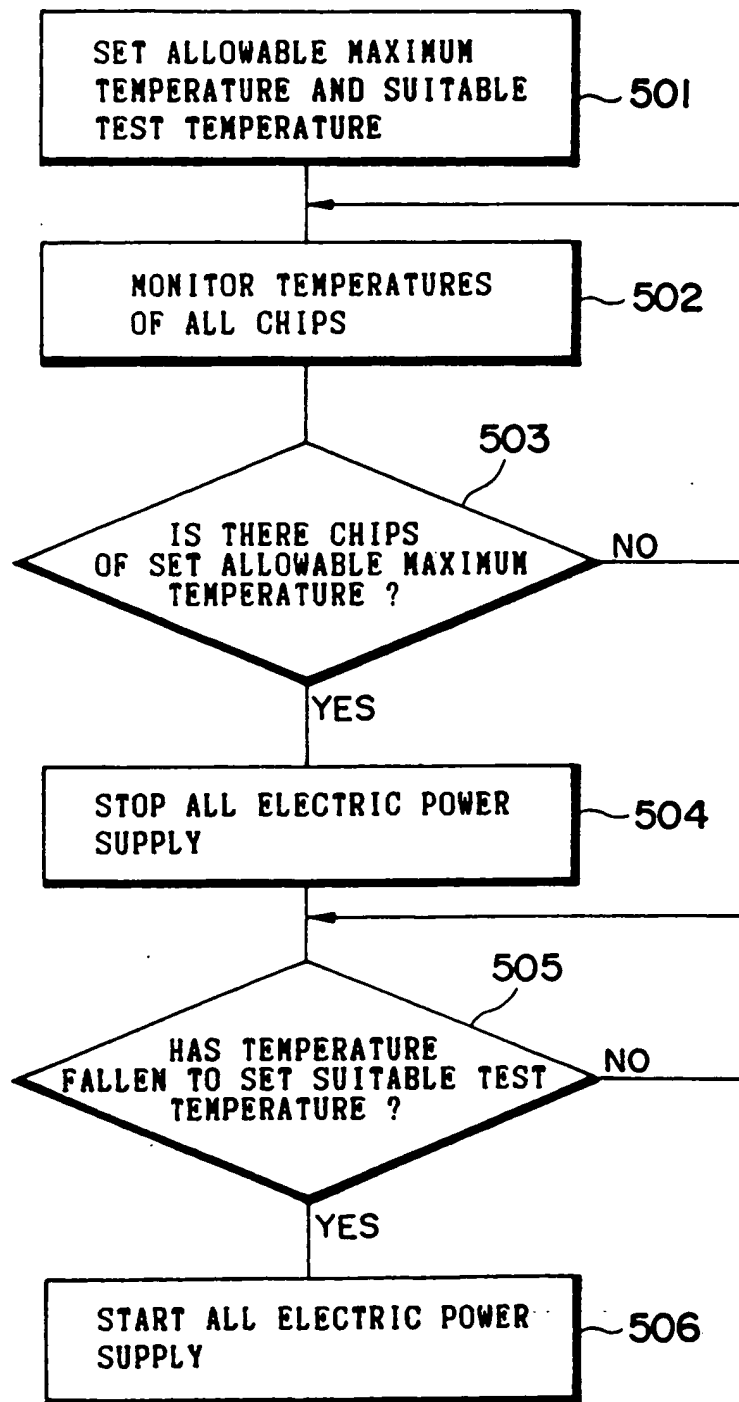 SET ALLOWABLE MAXIMUM
TEMPERATURE AND SUITABLE
TEST TEMPERATURE
501
MONITOR TEMPERATURES
OF ALL CHIPS
502
503
IS THERE CHIPS
OF SET ALLOWABLE MAXIMUM
TEMPERATURE ?
NO
YES
STOP ALL ELECTRIC POWER
SUPPLY
504
505
HAS TEMPERATURE
FALLEN TO SET SUITABLE TEST
TEMPERATURE ?
NO
YES
START ALL ELECTRIC POWER
SUPPLY
506